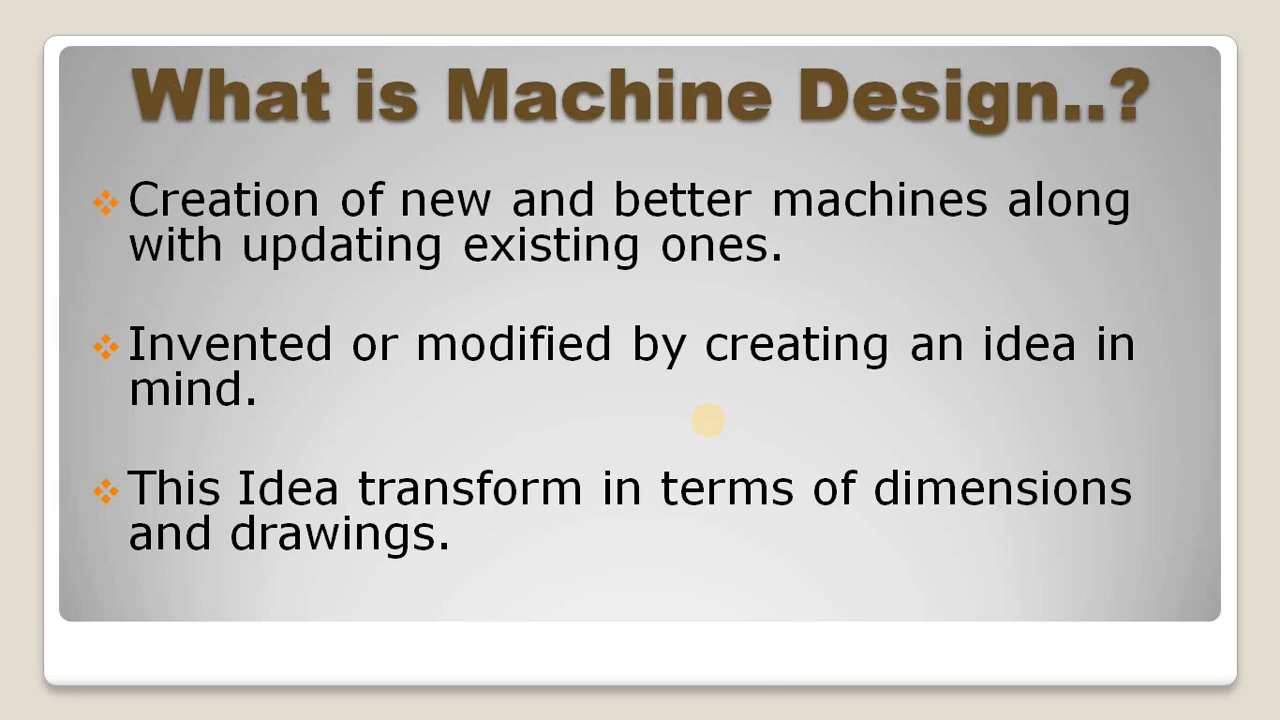 What is Machine Design..?
Creation of new and better machines along
with updating existing ones.
Invented or modified by creating an idea in
mind.
This Idea transform in terms of dimensions
and drawings.